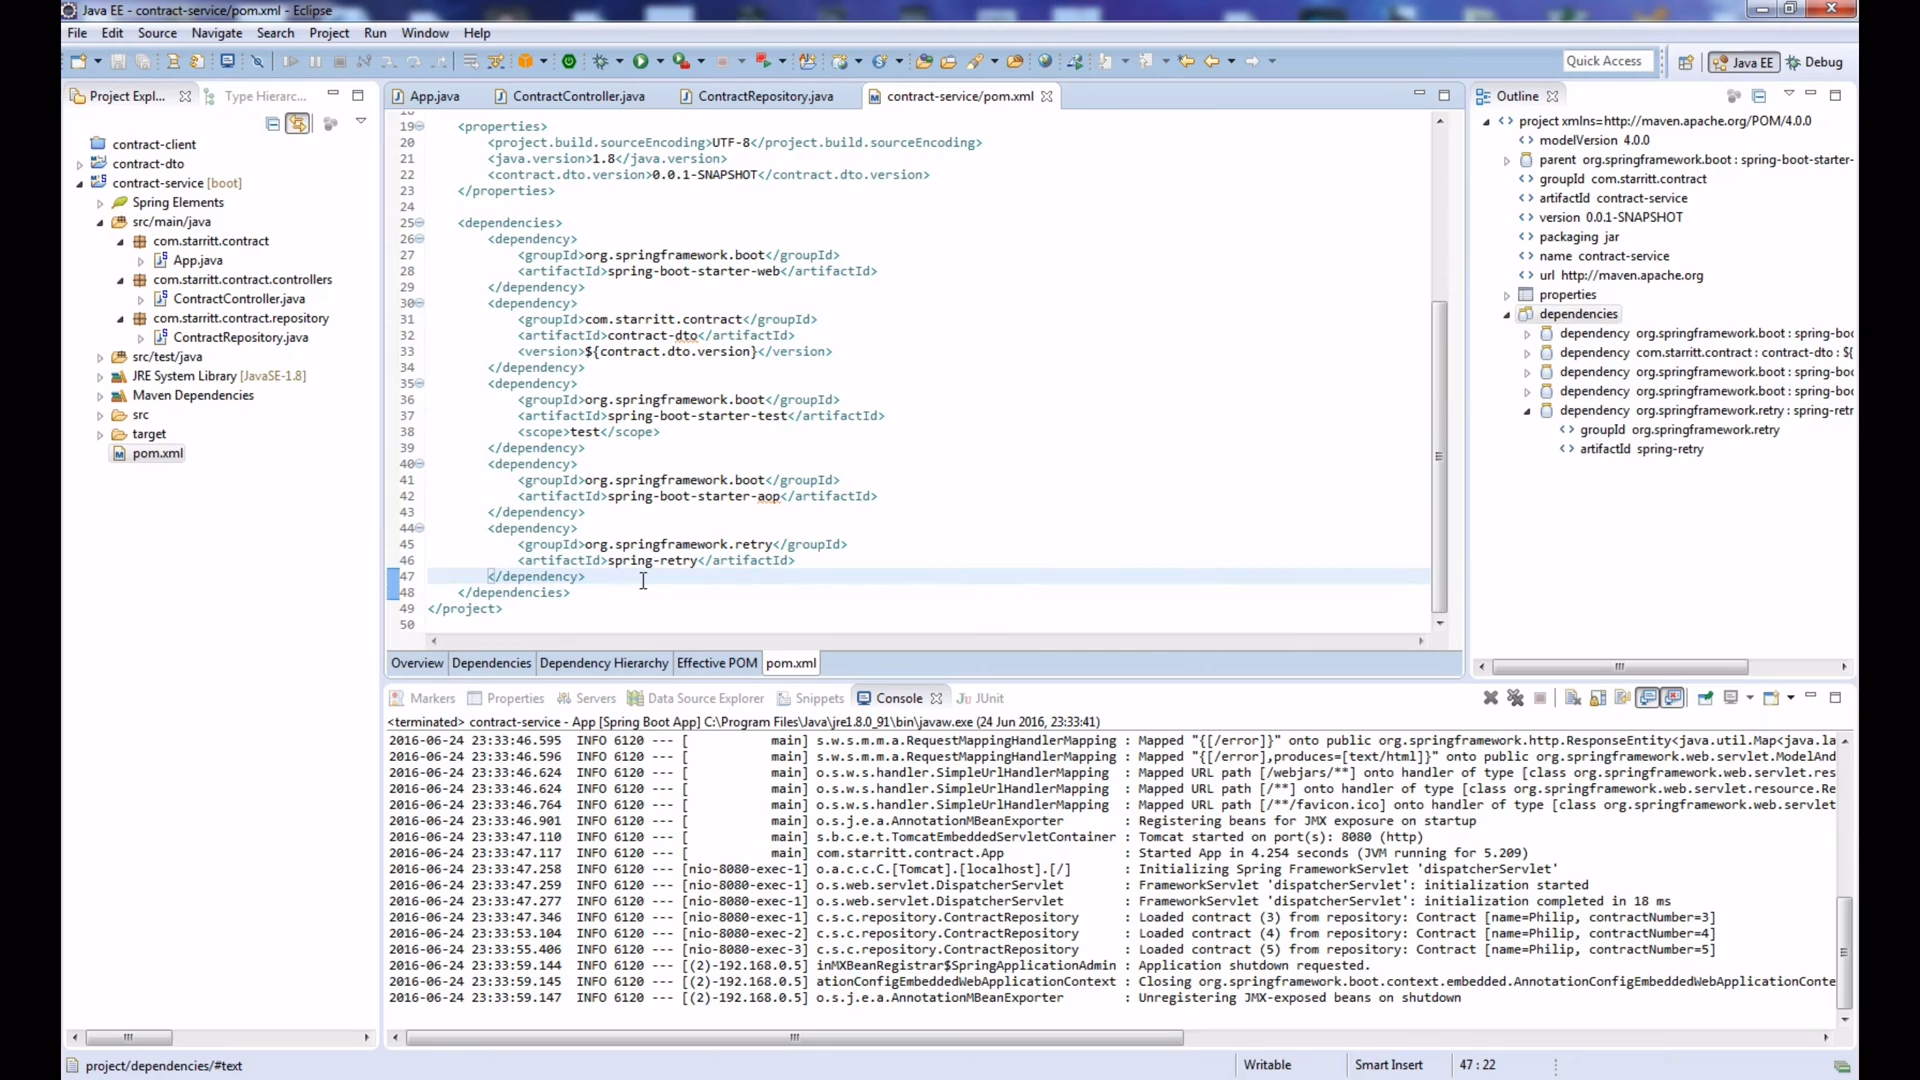 Java EE - contract-service/pom.xml - Eclipse
File Edit Source Navigate Search Project Run Window Help
Quick Access
Java EE
Debug
Project Expl...
Type Hierarc...
contract-client
contract-dto
contract-service [boot]
Spring Elements
src/main/java
com.starritt.contract
App.java
com.starritt.contract.controllers
ContractController.java
com.starritt.contract.repository
ContractRepository.java
src/test/java
JRE System Library [JavaSE-1.8]
Maven Dependencies
src
target
pom.xml
App.java
ContractController.java
ContractRepository.java
contract-service/pom.xml
19 <properties>
20 <project.build.sourceEncoding>UTF-8</project.build.sourceEncoding>
21 <java.version>1.8</java.version>
22 <contract.dto.version>0.0.1-SNAPSHOT</contract.dto.version>
23 </properties>
24
25 <dependencies>
26 <dependency>
27 <groupId>org.springframework.boot</groupId>
28 <artifactId>spring-boot-starter-web</artifactId>
29 </dependency>
30 <dependency>
31 <groupId>com.starritt.contract</groupId>
32 <artifactId>contract-dto</artifactId>
33 <version>${contract.dto.version}</version>
34 </dependency>
35 <dependency>
36 <groupId>org.springframework.boot</groupId>
37 <artifactId>spring-boot-starter-test</artifactId>
38 <scope>test</scope>
39 </dependency>
40 <dependency>
41 <groupId>org.springframework.boot</groupId>
42 <artifactId>spring-boot-starter-aop</artifactId>
43 </dependency>
44 <dependency>
45 <groupId>org.springframework.retry</groupId>
46 <artifactId>spring-retry</artifactId>
47 </dependency>
48 </dependencies>
49 </project>
50
Overview Dependencies Dependency Hierarchy Effective POM pom.xml
Outline
project xmlns=http://maven.apache.org/POM/4.0.0
modelVersion 4.0.0
parent org.springframework.boot : spring-boot-starter-
groupId com.starritt.contract
artifactId contract-service
version 0.0.1-SNAPSHOT
packaging jar
name contract-service
url http://maven.apache.org
properties
dependencies
dependency org.springframework.boot : spring-bo
dependency com.starritt.contract : contract-dto : ${
dependency org.springframework.boot : spring-bo
dependency org.springframework.boot : spring-bo
dependency org.springframework.retry : spring-retr
groupId org.springframework.retry
artifactId spring-retry
Markers Properties Servers Data Source Explorer Snippets Console JUnit
<terminated> contract-service - App [Spring Boot App] C:\Program Files\Java\jre1.8.0_91\bin\javaw.exe (24 Jun 2016, 23:33:41)
2016-06-24 23:33:46.595 INFO 6120 --- [ main] s.w.s.m.m.a.RequestMappingHandlerMapping : Mapped "{[/error]}" onto public org.springframework.http.ResponseEntity<java.util.Map<java.la
2016-06-24 23:33:46.596 INFO 6120 --- [ main] s.w.s.m.m.a.RequestMappingHandlerMapping : Mapped "{[/error],produces=[text/html]}" onto public org.springframework.web.servlet.ModelAnd
2016-06-24 23:33:46.624 INFO 6120 --- [ main] o.s.w.s.handler.SimpleUrlHandlerMapping : Mapped URL path [/webjars/**] onto handler of type [class org.springframework.web.servlet.res
2016-06-24 23:33:46.624 INFO 6120 --- [ main] o.s.w.s.handler.SimpleUrlHandlerMapping : Mapped URL path [/**] onto handler of type [class org.springframework.web.servlet.resource.Re
2016-06-24 23:33:46.764 INFO 6120 --- [ main] o.s.w.s.handler.SimpleUrlHandlerMapping : Mapped URL path [/**/favicon.ico] onto handler of type [class org.springframework.web.servlet
2016-06-24 23:33:46.901 INFO 6120 --- [ main] o.s.j.e.a.AnnotationMBeanExporter : Registering beans for JMX exposure on startup
2016-06-24 23:33:47.110 INFO 6120 --- [ main] s.b.c.e.t.TomcatEmbeddedServletContainer : Tomcat started on port(s): 8080 (http)
2016-06-24 23:33:47.117 INFO 6120 --- [ main] com.starritt.contract.App : Started App in 4.254 seconds (JVM running for 5.209)
2016-06-24 23:33:47.258 INFO 6120 --- [nio-8080-exec-1] o.a.c.c.C.[Tomcat].[localhost].[/] : Initializing Spring FrameworkServlet 'dispatcherServlet'
2016-06-24 23:33:47.259 INFO 6120 --- [nio-8080-exec-1] o.s.web.servlet.DispatcherServlet : FrameworkServlet 'dispatcherServlet': initialization started
2016-06-24 23:33:47.277 INFO 6120 --- [nio-8080-exec-1] o.s.web.servlet.DispatcherServlet : FrameworkServlet 'dispatcherServlet': initialization completed in 18 ms
2016-06-24 23:33:47.346 INFO 6120 --- [nio-8080-exec-1] c.s.c.repository.ContractRepository : Loaded contract (3) from repository: Contract [name=Philip, contractNumber=3]
2016-06-24 23:33:53.104 INFO 6120 --- [nio-8080-exec-2] c.s.c.repository.ContractRepository : Loaded contract (4) from repository: Contract [name=Philip, contractNumber=4]
2016-06-24 23:33:55.406 INFO 6120 --- [nio-8080-exec-3] c.s.c.repository.ContractRepository : Loaded contract (5) from repository: Contract [name=Philip, contractNumber=5]
2016-06-24 23:33:59.144 INFO 6120 --- [(2)-192.168.0.5] inMXBeanRegistrar$SpringApplicationAdmin : Application shutdown requested.
2016-06-24 23:33:59.145 INFO 6120 --- [(2)-192.168.0.5] ationConfigEmbeddedWebApplicationContext : Closing org.springframework.boot.context.embedded.AnnotationConfigEmbeddedWebApplicationConte
2016-06-24 23:33:59.147 INFO 6120 --- [(2)-192.168.0.5] o.s.j.e.a.AnnotationMBeanExporter : Unregistering JMX-exposed beans on shutdown
project/dependencies/#text
Writable
Smart Insert
47 : 22